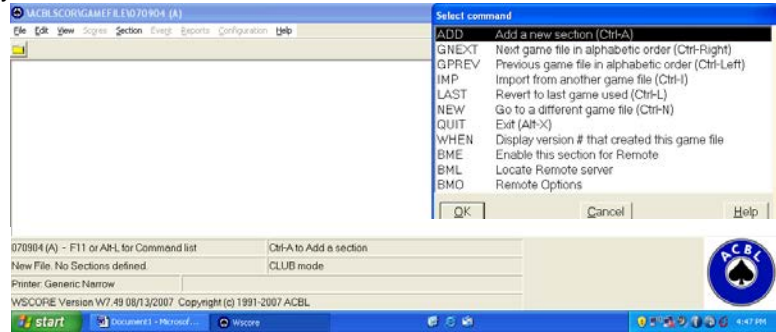 \ACBLSCOR\GAMEFILE\070904 (A)
File Edit View Scores Section Event Reports Configuration Help
Select command
ADD Add a new section (Ctrl-A)
GNEXT Next game file in alphabetic order (Ctrl-Right)
GPREV Previous game file in alphabetic order (Ctrl-Left)
IMP Import from another game file (Ctrl-I)
LAST Revert to last game used (Ctrl-L)
NEW Go to a different game file (Ctrl-N)
QUIT Exit (Alt-X)
WHEN Display version # that created this game file
BME Enable this section for Remote
BML Locate Remote server
BMO Remote Options
OK Cancel Help
070904 (A) - F11 or Alt-L for Command list Ctrl-A to Add a section
New File. No Sections defined. CLUB mode
Printer: Generic Narrow
WSCORE Version W7.49 08/13/2007 Copyright (c) 1991-2007 ACBL
ACBL
start Document1 - Microsof... Wscore 4:47 PM